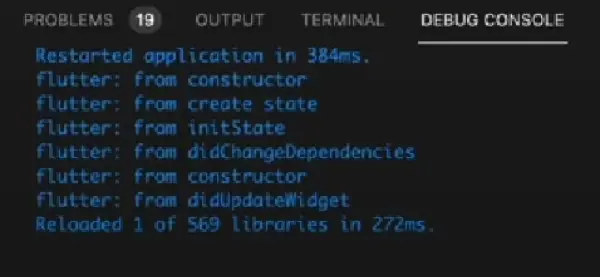 PROBLEMS 19 OUTPUT TERMINAL DEBUG CONSOLE
Restarted application in 384ms.
flutter: from constructor
flutter: from create state
flutter: from initState
flutter: from didChangeDependencies
flutter: from constructor
flutter: from didUpdateWidget
Reloaded 1 of 569 libraries in 272ms.